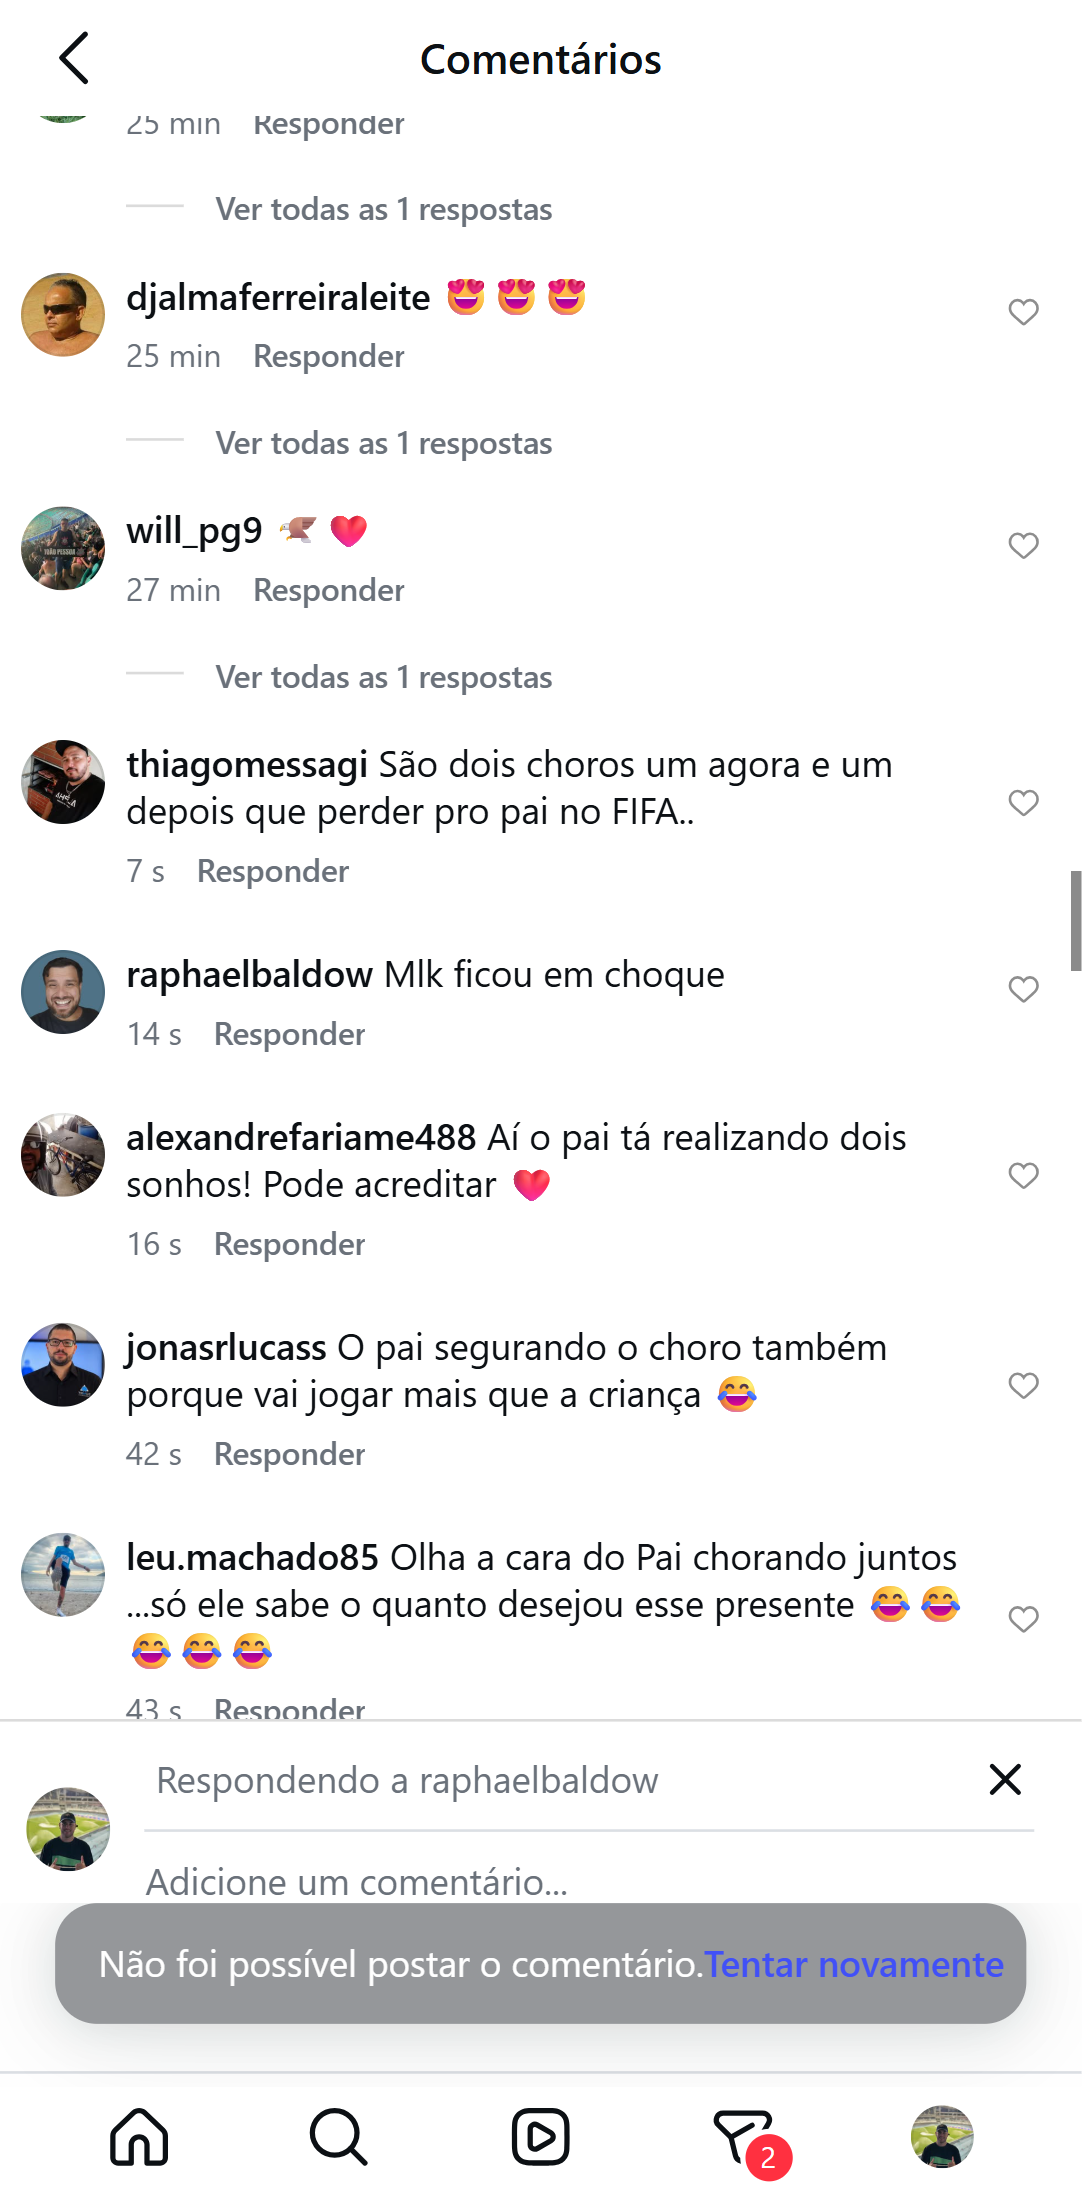 Comentários
25 min Responder
Ver todas as 1 respostas
djalmaferreiraleite 😍😍😍
25 min Responder
Ver todas as 1 respostas
will_pg9 🦅❤️
27 min Responder
Ver todas as 1 respostas
thiagomessagi São dois choros um agora e um
depois que perder pro pai no FIFA..
7 s Responder
raphaelbaldow Mlk ficou em choque
14 s Responder
alexandrefariame488 Aí o pai tá realizando dois
sonhos! Pode acreditar ❤️
16 s Responder
jonasrlucass O pai segurando o choro também
porque vai jogar mais que a criança 😂
42 s Responder
leu.machado85 Olha a cara do Pai chorando juntos
...só ele sabe o quanto desejou esse presente 😂😂
😂😂😂
43 s Responder
Respondendo a raphaelbaldow
Adicione um comentário...
Não foi possível postar o comentário.Tentar novamente
2